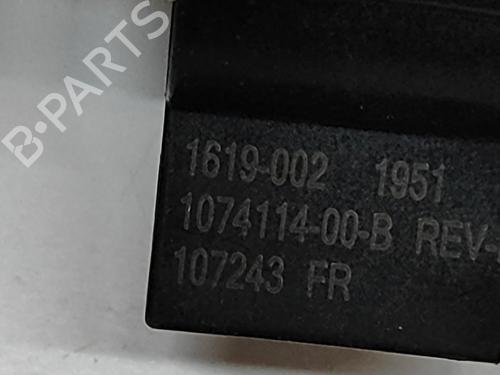 B-PARTS
1619-002 1951
1074114-00-B REV-
107243 FR